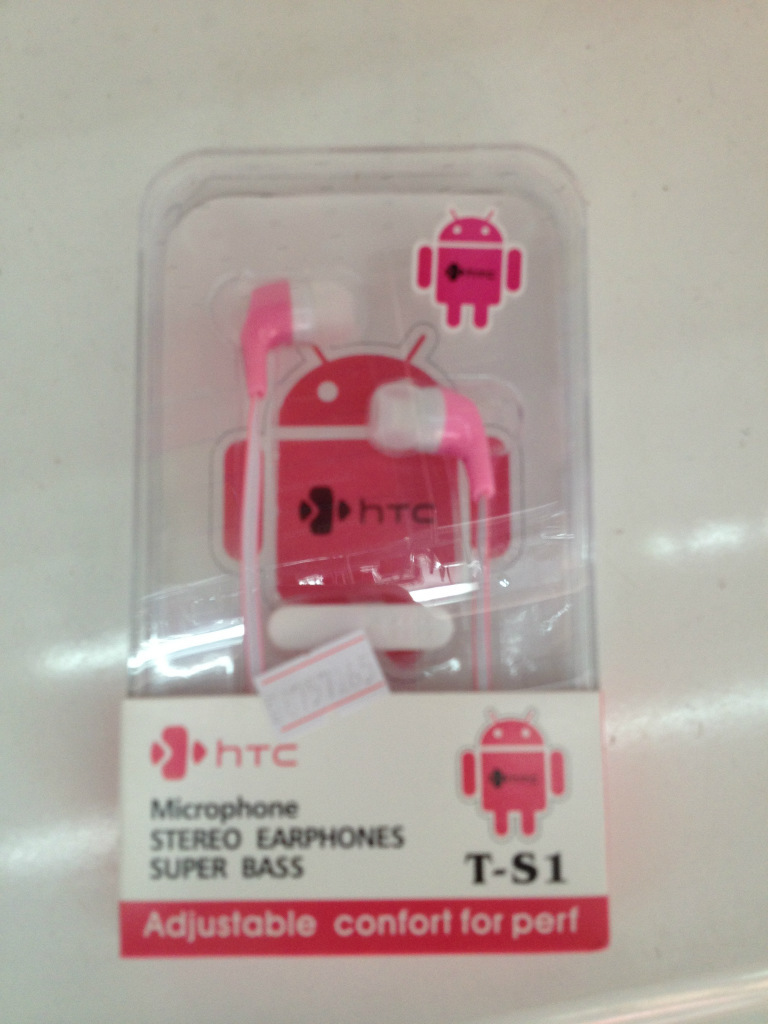 hTC
hTC
Microphone
STEREO EARPHONES
SUPER BASS
T-S1
Adjustable confort for perf